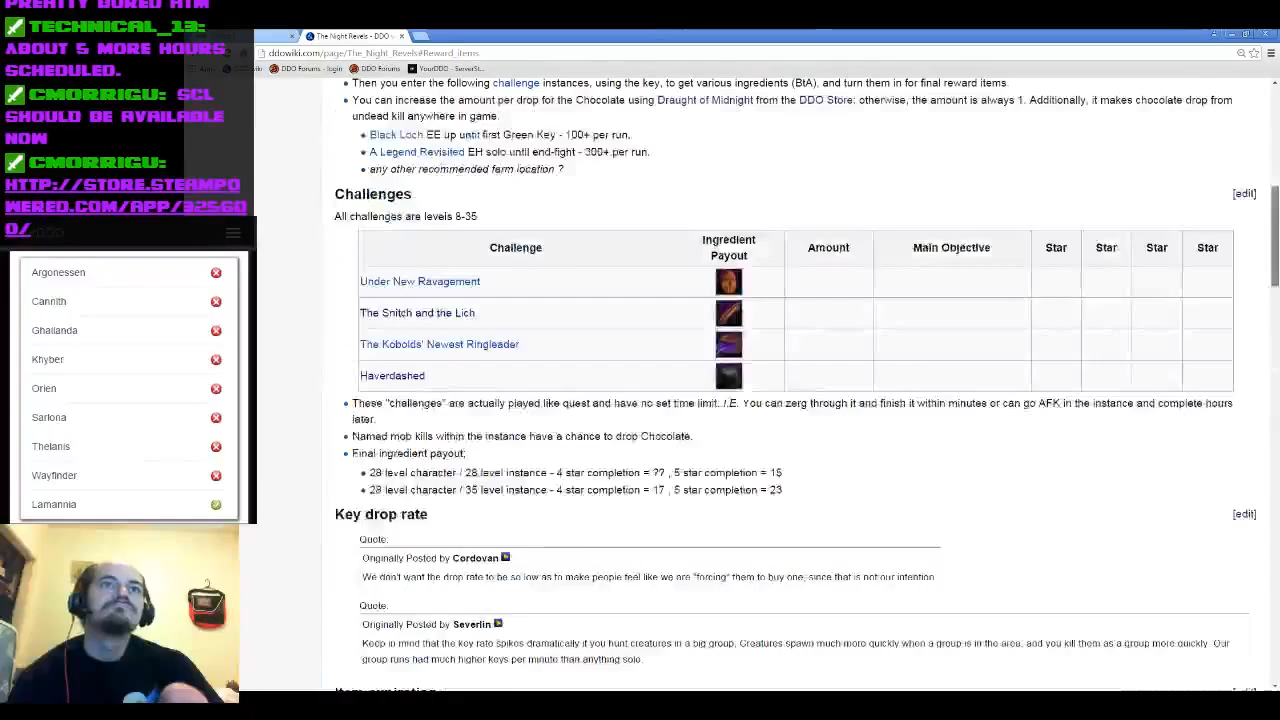 PREHTTY BORED ATM
TECHNICAL_13:
ABOUT 5 MORE HOURS
SCHEDULED.
CMORRIGU: SCL
SHOULD BE AVAILABLE
NOW
CMORRIGU:
HTTP://STORE.STEAMPO
WERED.COM/APP/325600/
Argonessen
Cannith
Ghallanda
Khyber
Orien
Sarlona
Thelanis
Wayfinder
Lamannia
The Night Revels - DDO
ddowiki.com/page/The_Night_Revels#Reward_items
DDO Forums - login
DDO Forums
YourDDO - ServerSt...
Then you enter the following challenge instances, using the key, to get various ingredients (BtA), and turn them in for final reward items.
You can increase the amount per drop for the Chocolate using Draught of Midnight from the DDO Store: otherwise, the amount is always 1. Additionally, it makes chocolate drop from
undead kill anywhere in game.
Black Loch EE up until first Green Key - 100+ per run.
A Legend Revisited EH solo until end-fight - 300+ per run.
any other recommended farm location ?
Challenges
[edit]
All challenges are levels 8-35
Challenge Ingredient Payout Amount Main Objective Star Star Star Star
Under New Ravagement
The Snitch and the Lich
The Kobolds' Newest Ringleader
Haverdashed
These "challenges" are actually played like quest and have no set time limit. I.E. You can zerg through it and finish it within minutes or can go AFK in the instance and complete hours
later.
Named mob kills within the instance have a chance to drop Chocolate.
Final ingredient payout;
28 level character / 28 level instance - 4 star completion = ?? , 5 star completion = 15
28 level character / 35 level instance - 4 star completion = 17 , 5 star completion = 23
Key drop rate
[edit]
Quote:
Originally Posted by Cordovan
We don't want the drop rate to be so low as to make people feel like we are "forcing" them to buy one, since that is not our intention
Quote:
Originally Posted by Severlin
Keep in mind that the key rate spikes dramatically if you hunt creatures in a big group. Creatures spawn much more quickly when a group is in the area, and you kill them as a group more quickly. Our
group runs had much higher keys per minute than anything solo.